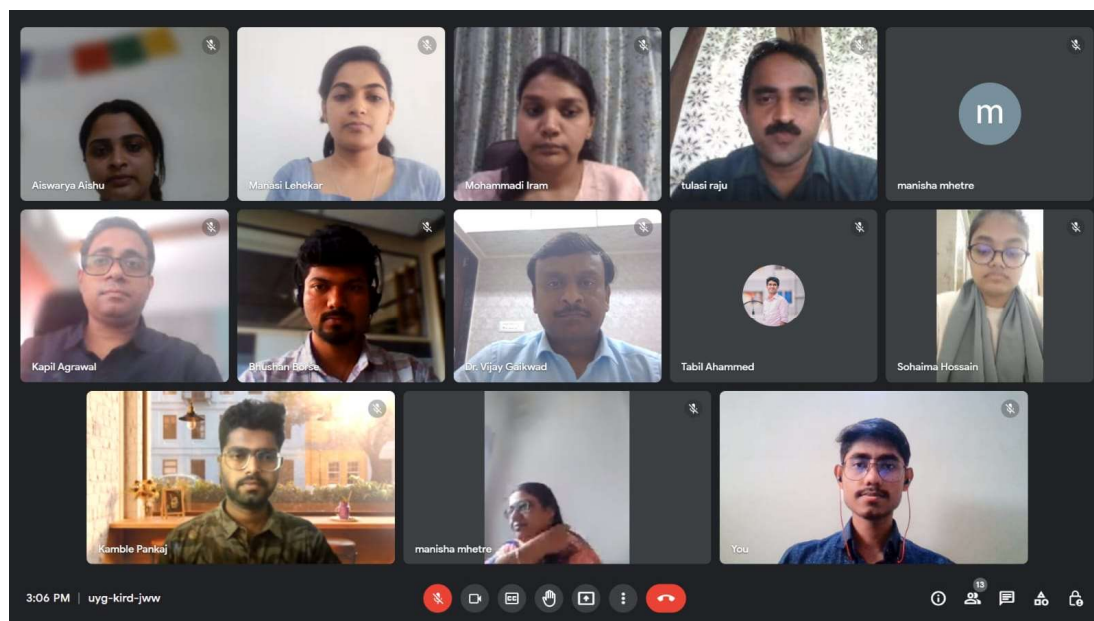 Aiswarya Aishu
Manasi Lehekar
Mohammadi Iram
tulasi raju
m
manisha mhetre
Kapil Agrawal
Bhushan Borse
Dr. Vijay Gaikwad
Tabil Ahammed
Sohaima Hossain
Kamble Pankaj
manisha mhetre
You
3:06 PM | uyg-kird-jww
CC
13